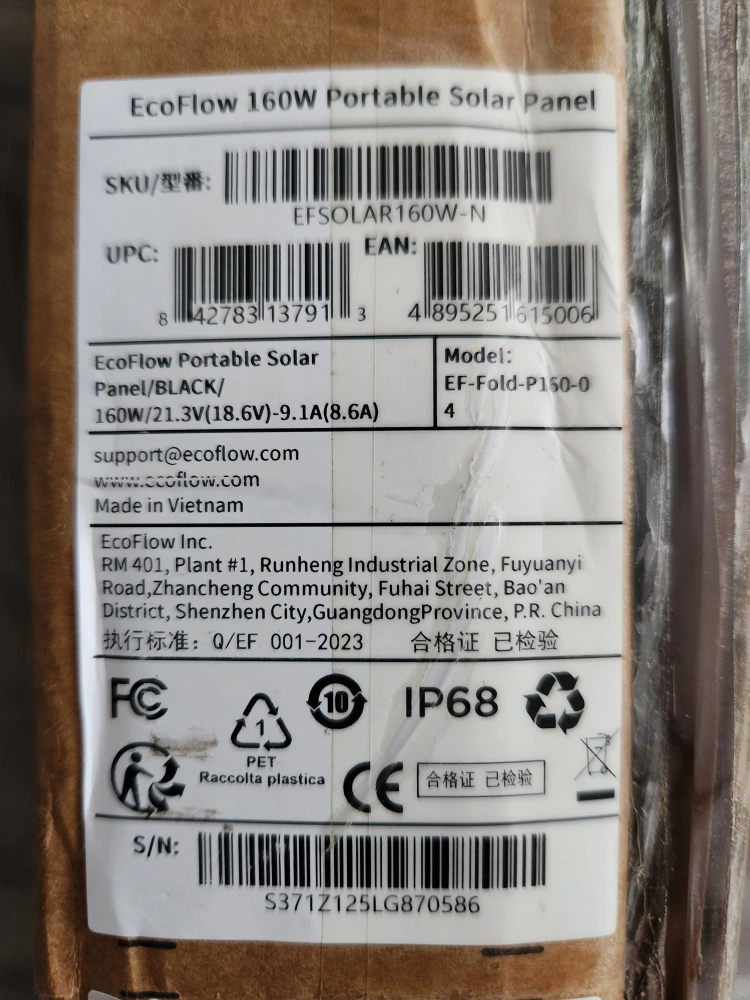 EcoFlow 160W Portable Solar Panel
SKU/型番:
EFSOLAR160W-N
UPC:
EAN:
8 42783 13791 3
4 895251 615006
EcoFlow Portable Solar
Panel/BLACK/
160W/21.3V(18.6V)-9.1A(8.6A)
Model:
EF-Fold-P160-0
4
support@ecoflow.com
www.ecoflow.com
Made in Vietnam
EcoFlow Inc.
RM 401, Plant #1, Runheng Industrial Zone, Fuyuanyi
Road,Zhancheng Community, Fuhai Street, Bao'an
District, Shenzhen City,GuangdongProvince, P.R. China
执行标准：Q/EF 001-2023 合格证 已检验
FC
1
PET
Raccolta plastica
10
IP68
CE
合格证 已检验
S/N:
S371Z125LG870586